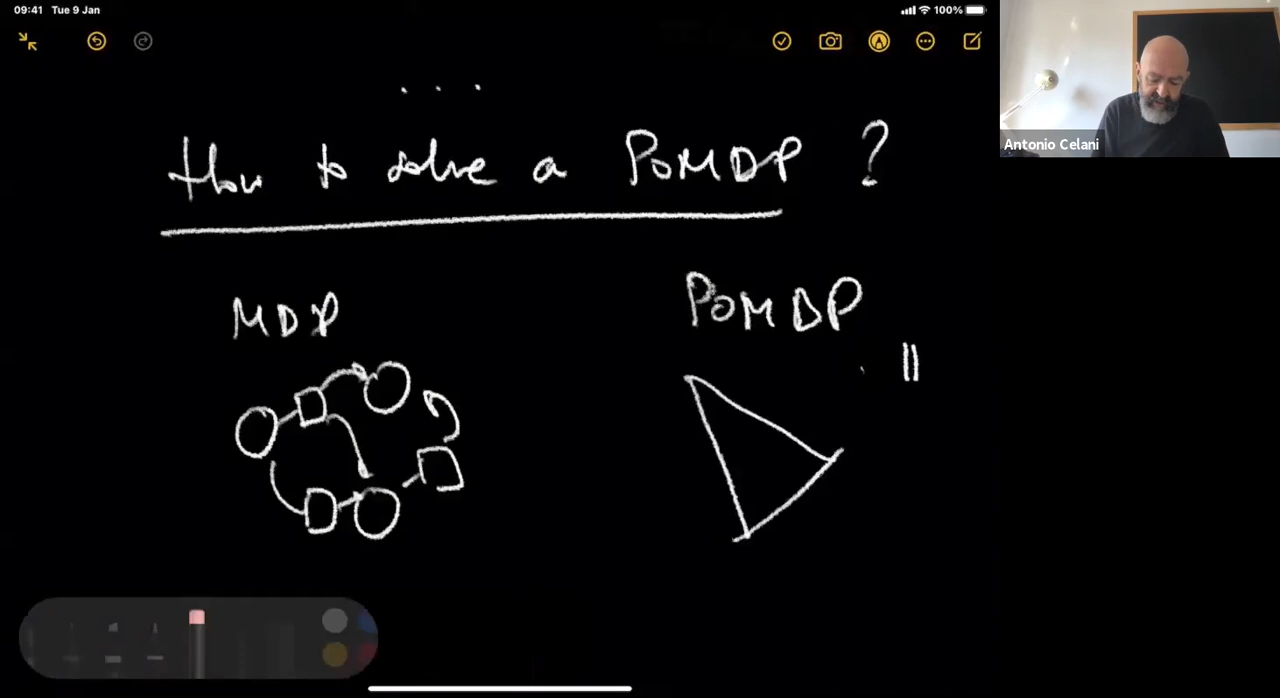 09:41 Tue 9 Jan 100%
Antonio Celani
...
How to solve a POMDP ?
MDP
POMDP